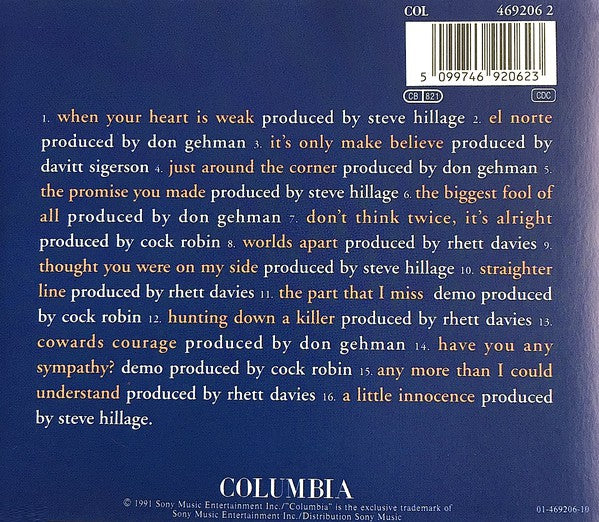 COL 469206 2
5 099746 920623
CB 821 CDC
1. when your heart is weak produced by steve hillage 2. el norte
produced by don gehman 3. it's only make believe produced by
davitt sigerson 4. just around the corner produced by don gehman 5.
the promise you made produced by steve hillage 6. the biggest fool of
all produced by don gehman 7. don't think twice, it's alright
produced by cock robin 8. worlds apart produced by rhett davies 9.
thought you were on my side produced by steve hillage 10. straighter
line produced by rhett davies 11. the part that I miss demo produced
by cock robin 12. hunting down a killer produced by rhett davies 13.
cowards courage produced by don gehman 14. have you any
sympathy? demo produced by cock robin 15. any more than I could
understand produced by rhett davies 16. a little innocence produced
by steve hillage.
COLUMBIA
© 1991 Sony Music Entertainment Inc./"Columbia" is the exclusive trademark of
Sony Music Entertainment Inc./Distribution Sony Music
01-469206-10